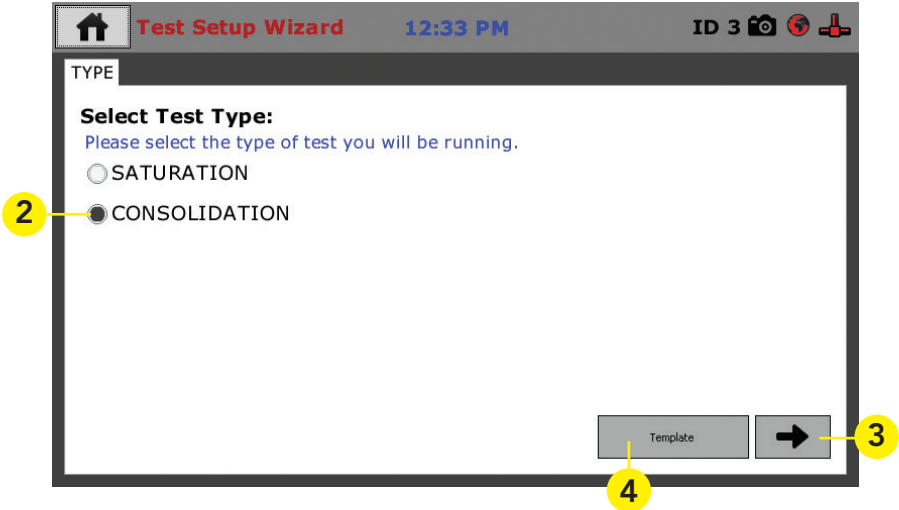 Test Setup Wizard 12:33 PM ID 3
TYPE
Select Test Type:
Please select the type of test you will be running.
SATURATION
2 CONSOLIDATION
Template 3
4